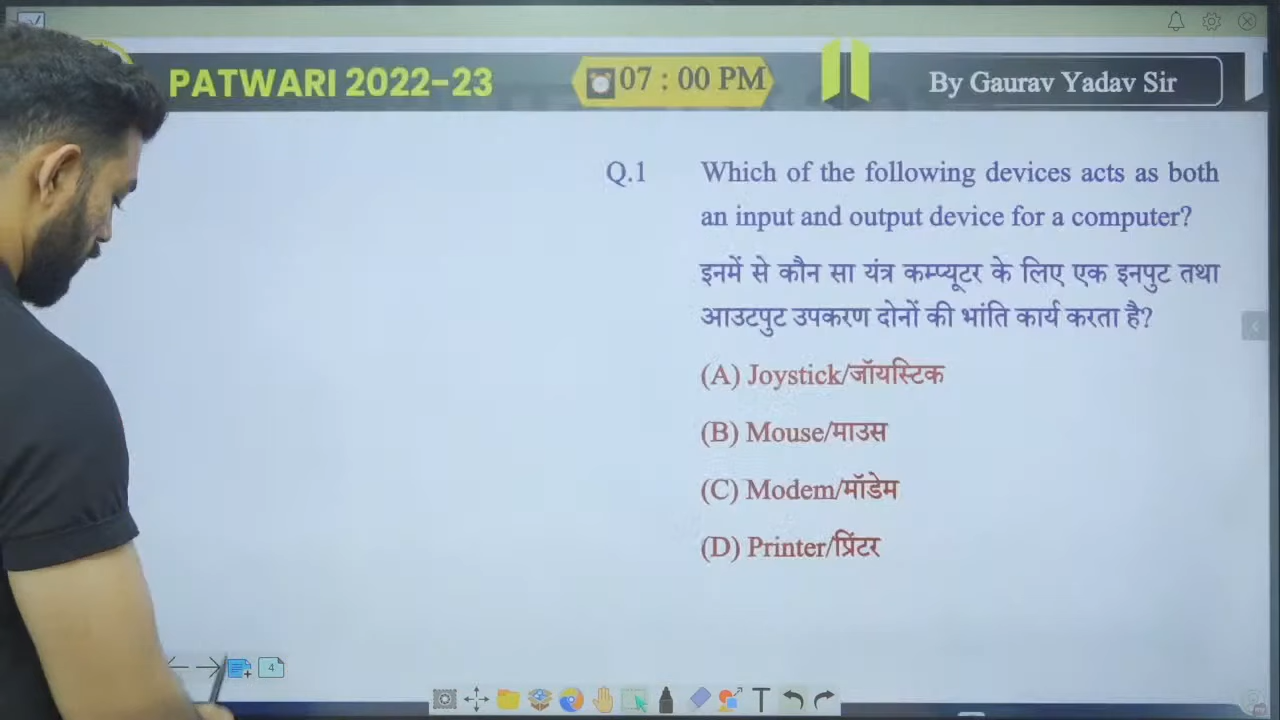 PATWARI 2022-23
07 : 00 PM
By Gaurav Yadav Sir
Q.1 Which of the following devices acts as both
an input and output device for a computer?
इनमें से कौन सा यंत्र कम्प्यूटर के लिए एक इनपुट तथा
आउटपुट उपकरण दोनों की भांति कार्य करता है?
(A) Joystick/जॉयस्टिक
(B) Mouse/माउस
(C) Modem/मॉडेम
(D) Printer/प्रिंटर
4
T